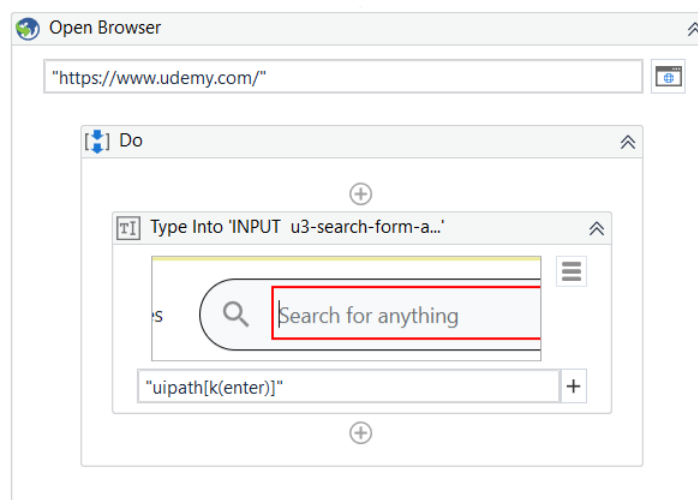 Open Browser
"https://www.udemy.com/"
Do
Type Into 'INPUT u3-search-form-a...'
s
Search for anything
"uipath[k(enter)]"